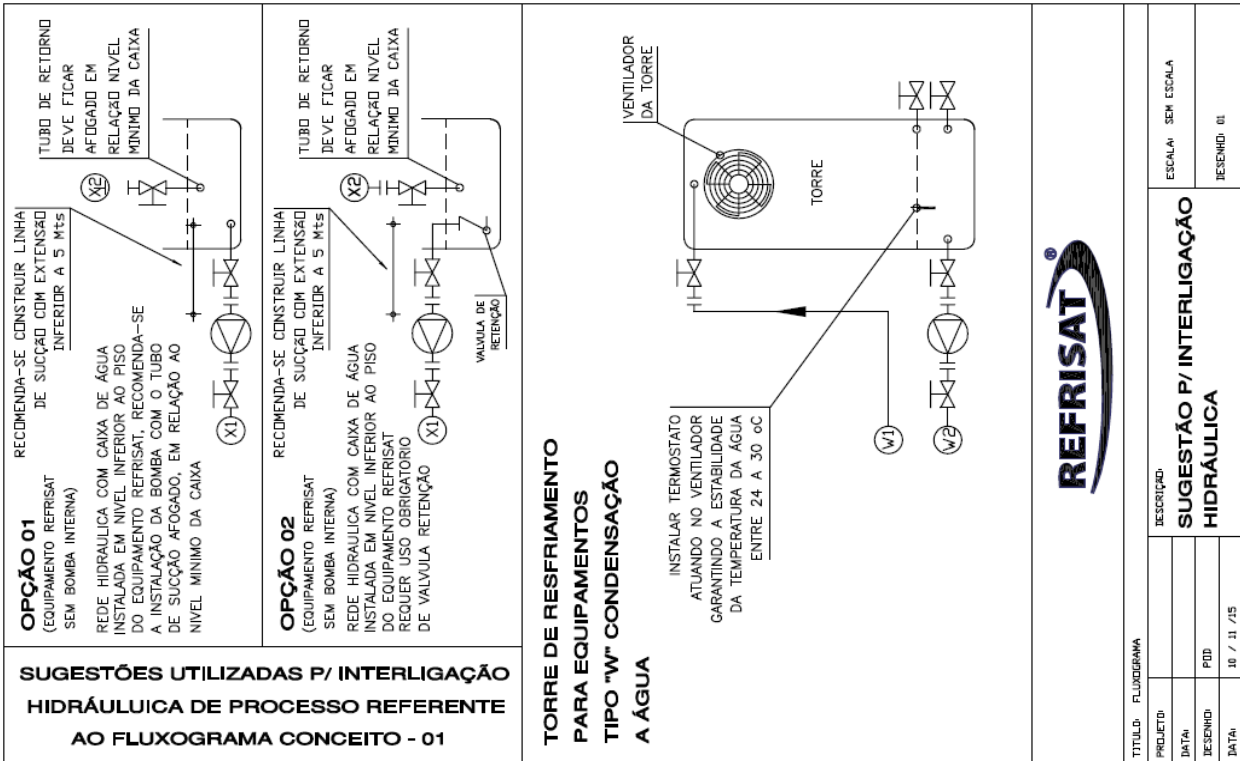 SUGESTÕES UTILIZADAS P/ INTERLIGAÇÃO
HIDRÁULUICA DE PROCESSO REFERENTE
AO FLUXOGRAMA CONCEITO - 01
OPÇÃO 01
(EQUIPAMENTO REFRISAT
SEM BOMBA INTERNA)
REDE HIDRAULICA COM CAIXA DE ÁGUA
INSTALADA EM NIVEL INFERIOR AO PISO
DO EQUIPAMENTO REFRISAT, RECOMENDA-SE
A INSTALAÇÃO DA BOMBA COM O TUBO
DE SUCÇÃO AFOGADO, EM RELAÇÃO AO
NIVEL MINIMO DA CAIXA
RECOMENDA-SE CONSTRUIR LINHA
DE SUCÇÃO COM EXTENSÃO
INFERIOR A 5 Mts
TUBO DE RETORNO
DEVE FICAR
AFOGADO EM
RELAÇÃO NIVEL
MINIMO DA CAIXA
X1
X2
OPÇÃO 02
(EQUIPAMENTO REFRISAT
SEM BOMBA INTERNA)
REDE HIDRAULICA COM CAIXA DE ÁGUA
INSTALADA EM NIVEL INFERIOR AO PISO
DO EQUIPAMENTO REFRISAT
REQUER USO OBRIGATORIO
DE VALVULA RETENÇÃO
RECOMENDA-SE CONSTRUIR LINHA
DE SUCÇÃO COM EXTENSÃO
INFERIOR A 5 Mts
TUBO DE RETORNO
DEVE FICAR
AFOGADO EM
RELAÇÃO NIVEL
MINIMO DA CAIXA
X1
X2
VALVULA DE
RETENÇÃO
TORRE DE RESFRIAMENTO
PARA EQUIPAMENTOS
TIPO "W" CONDENSAÇÃO
A ÁGUA
INSTALAR TERMOSTATO
ATUANDO NO VENTILADOR
GARANTINDO A ESTABILIDADE
DA TEMPERATURA DA ÁGUA
ENTRE 24 A 30 oC
VENTILADOR
DA TORRE
TORRE
W1
W2
REFRISAT®
TITULO: FLUXOGRAMA
PROJETO:
DATA:
DESENHO: POD
DATA: 10 / 11 /15
DESCRIÇÃO:
SUGESTÃO P/ INTERLIGAÇÃO
HIDRÁULICA
ESCALA: SEM ESCALA
DESENHO: 01